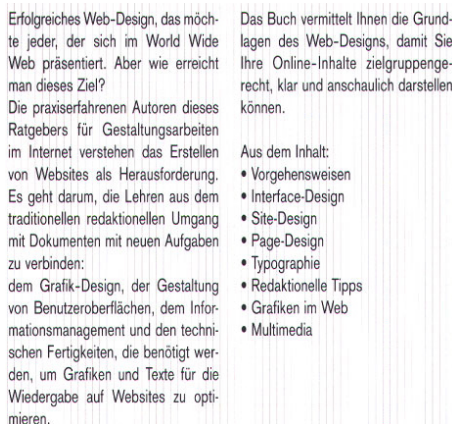 Erfolgreiches Web-Design, das möch-
te jeder, der sich im World Wide
Web präsentiert. Aber wie erreicht
man dieses Ziel?
Die praxiserfahrenen Autoren dieses
Ratgebers für Gestaltungsarbeiten
im Internet verstehen das Erstellen
von Websites als Herausforderung.
Es geht darum, die Lehren aus dem
traditionellen redaktionellen Umgang
mit Dokumenten mit neuen Aufgaben
zu verbinden:
dem Grafik-Design, der Gestaltung
von Benutzeroberflächen, dem Infor-
mationsmanagement und den techni-
schen Fertigkeiten, die benötigt wer-
den, um Grafiken und Texte für die
Wiedergabe auf Websites zu opti-
mieren.
Das Buch vermittelt Ihnen die Grund-
lagen des Web-Designs, damit Sie
Ihre Online-Inhalte zielgruppenge-
recht, klar und anschaulich darstellen
können.
Aus dem Inhalt:
• Vorgehensweisen
• Interface-Design
• Site-Design
• Page-Design
• Typographie
• Redaktionelle Tipps
• Grafiken im Web
• Multimedia